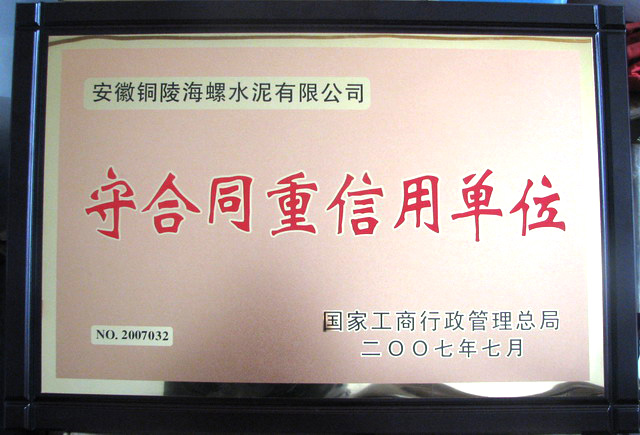 安徽铜陵海螺水泥有限公司
守合同重信用单位
NO. 2007032
国家工商行政管理总局
二〇〇七年七月